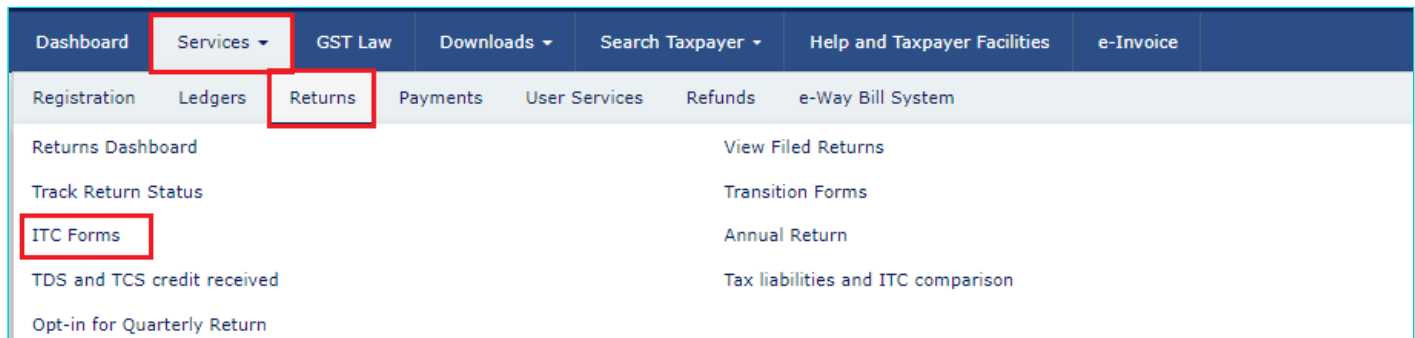 Dashboard Services GST Law Downloads Search Taxpayer Help and Taxpayer Facilities e-Invoice
Registration Ledgers Returns Payments User Services Refunds e-Way Bill System
Returns Dashboard View Filed Returns
Track Return Status Transition Forms
ITC Forms Annual Return
TDS and TCS credit received Tax liabilities and ITC comparison
Opt-in for Quarterly Return